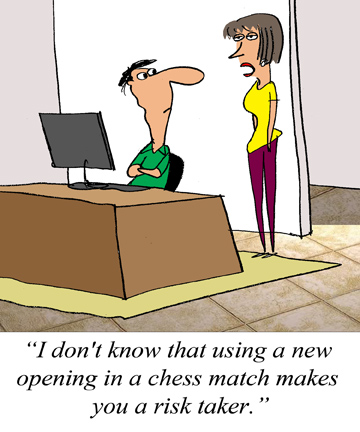 “I don't know that using a new
opening in a chess match makes
you a risk taker.”